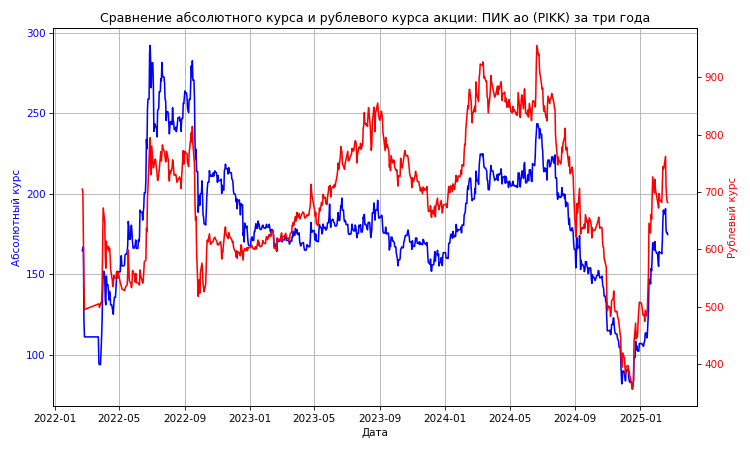 Сравнение абсолютного курса и рублевого курса акции: ПИК ао (PIKK) за три года
Абсолютный курс
300
250
200
150
100
900
800
700
600
500
400
Рублевый курс
2022-01 2022-05 2022-09 2023-01 2023-05 2023-09 2024-01 2024-05 2024-09 2025-01
Дата